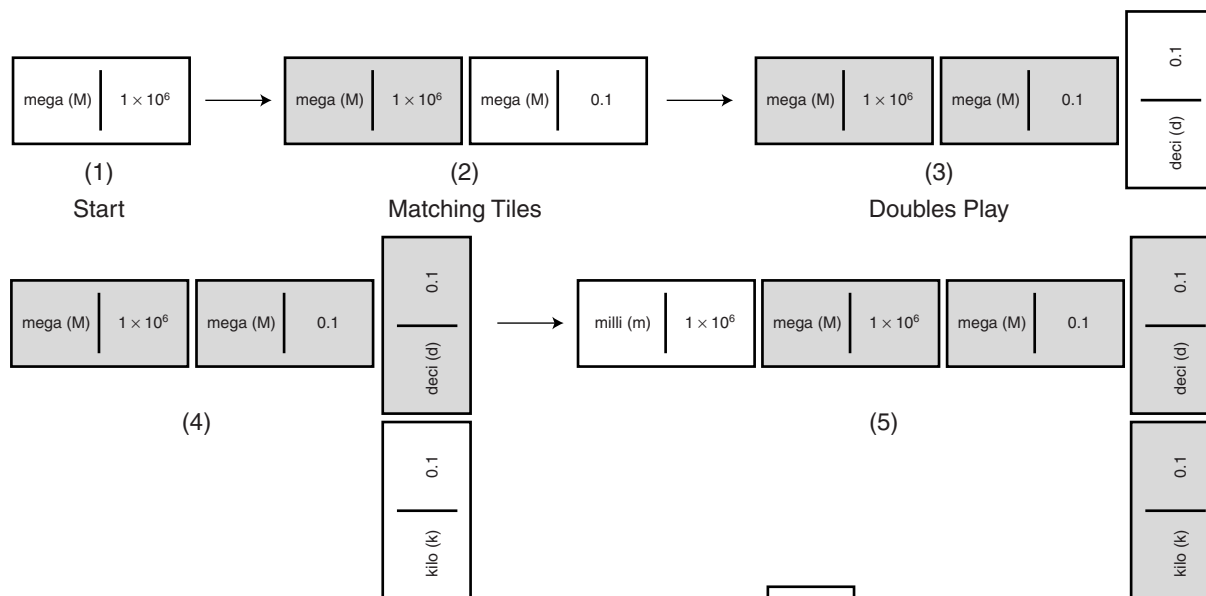 mega (M) 1 × 10⁶
mega (M) 1 × 10⁶ mega (M) 0.1
mega (M) 1 × 10⁶ mega (M) 0.1
0.1
deci (d)
(1) (2) (3)
Start Matching Tiles Doubles Play
mega (M) 1 × 10⁶ mega (M) 0.1
0.1
deci (d)
0.1
kilo (k)
(4)
milli (m) 1 × 10⁶ mega (M) 1 × 10⁶ mega (M) 0.1
0.1
deci (d)
0.1
kilo (k)
(5)